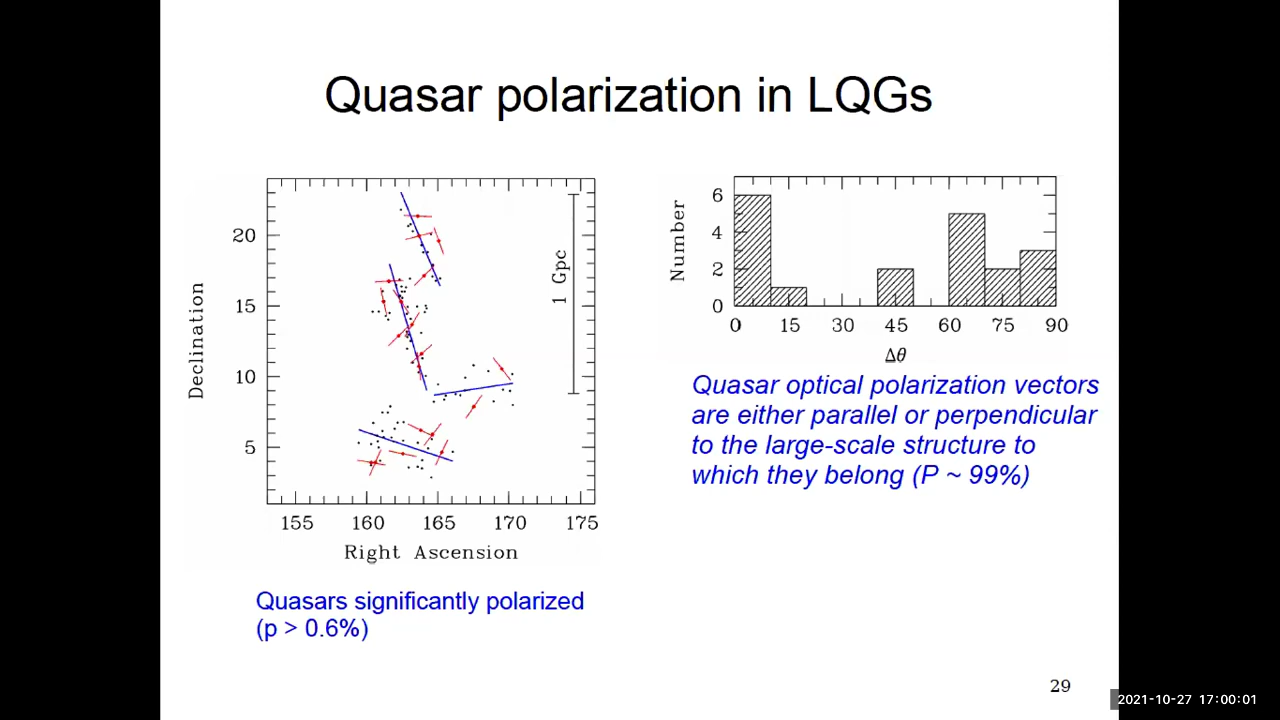 Quasar polarization in LQGs
Declination
20
15
10
5
1 Gpc
155 160 165 170 175
Right Ascension
Quasars significantly polarized
(p > 0.6%)
Number
6
4
2
0
0 15 30 45 60 75 90
Δθ
Quasar optical polarization vectors
are either parallel or perpendicular
to the large-scale structure to
which they belong (P ~ 99%)
29
2021-10-27 17:00:01